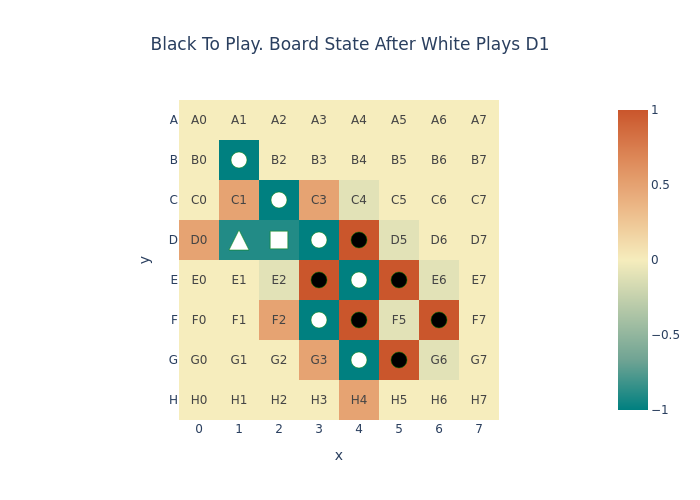 Black To Play. Board State After White Plays D1
A A0 A1 A2 A3 A4 A5 A6 A7 1
B B0 B2 B3 B4 B5 B6 B7
C C0 C1 C3 C4 C5 C6 C7 0.5
D D0 D5 D6 D7
y 0
E E0 E1 E2 E6 E7
F F0 F1 F2 F5 F7 −0.5
G G0 G1 G2 G3 G6 G7
H H0 H1 H2 H3 H4 H5 H6 H7 −1
0 1 2 3 4 5 6 7
x